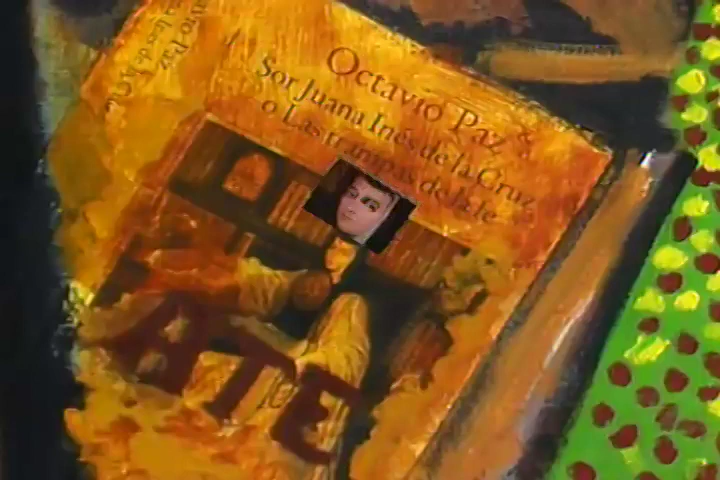 Octavio Paz
Sor Juana Inés de la Cruz
o Las trampas de la fe
ATE